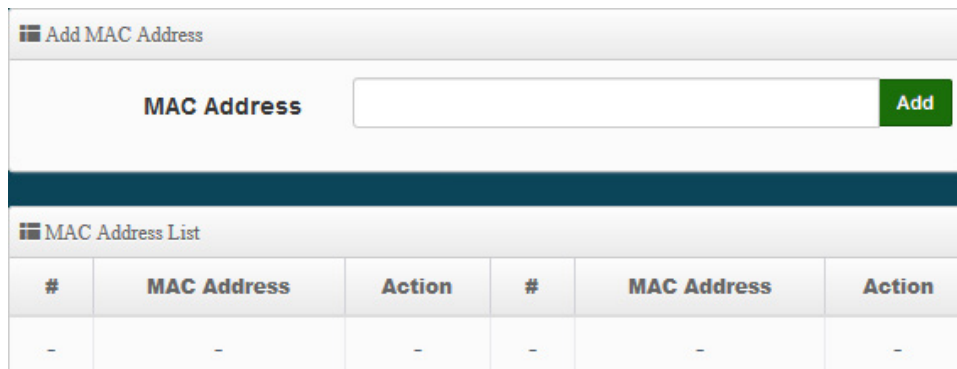 Add MAC Address
MAC Address Add
MAC Address List
# MAC Address Action # MAC Address Action
- - - - - -